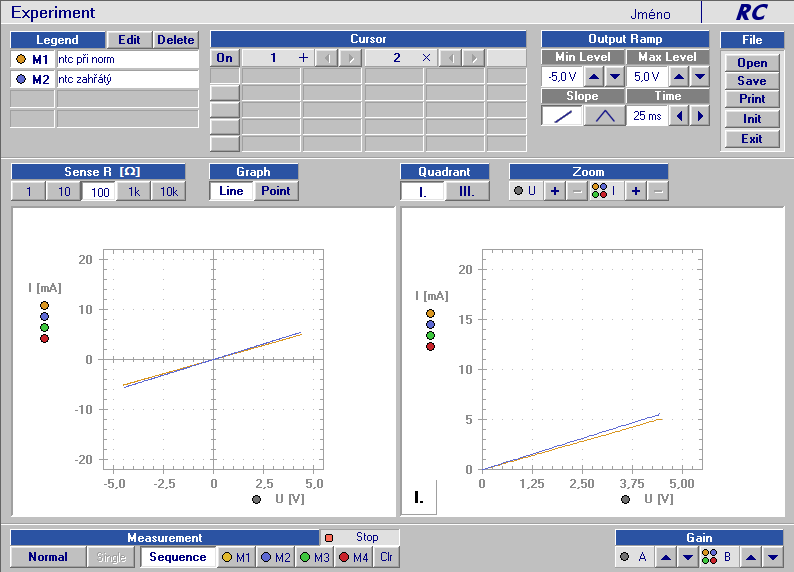 Experiment Jméno RC
Legend Edit Delete
M1 ntc při norm
M2 ntc zahřátý
Cursor
On 1 + 2 ×
Output Ramp
Min Level Max Level
-5,0 V 5,0 V
Slope Time
25 ms
File
Open
Save
Print
Init
Exit
Sense R [Ω]
1 10 100 1k 10k
Graph
Line Point
Quadrant
I. III.
Zoom
U + − I + −
20
10
0
-10
-20
I [mA]
-5,0 -2,5 0 2,5 5,0
U [V]
20
15
10
5
0
I [mA]
0 1,25 2,50 3,75 5,00
U [V]
I.
Measurement Stop
Normal Single Sequence M1 M2 M3 M4 Clr
Gain
A B